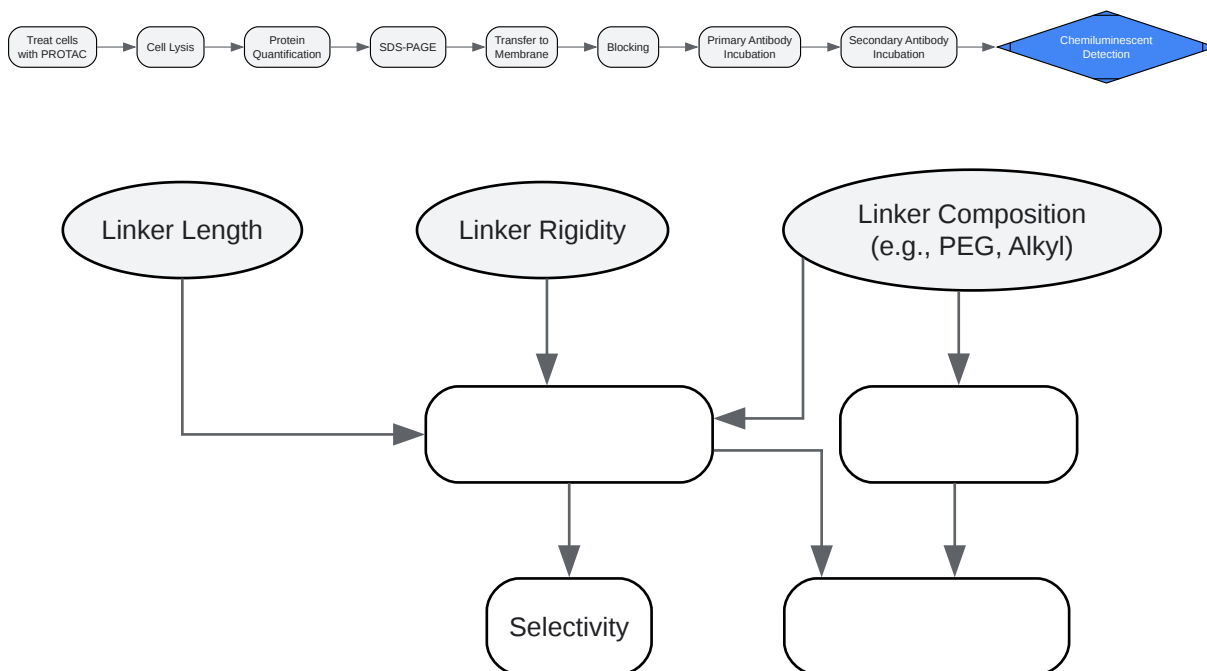 Treat cells
with PROTAC
Cell Lysis
Protein
Quantification
SDS-PAGE
Transfer to
Membrane
Blocking
Primary Antibody
Incubation
Secondary Antibody
Incubation
Chemiluminescent
Detection
Linker Length
Linker Rigidity
Linker Composition
(e.g., PEG, Alkyl)
Selectivity